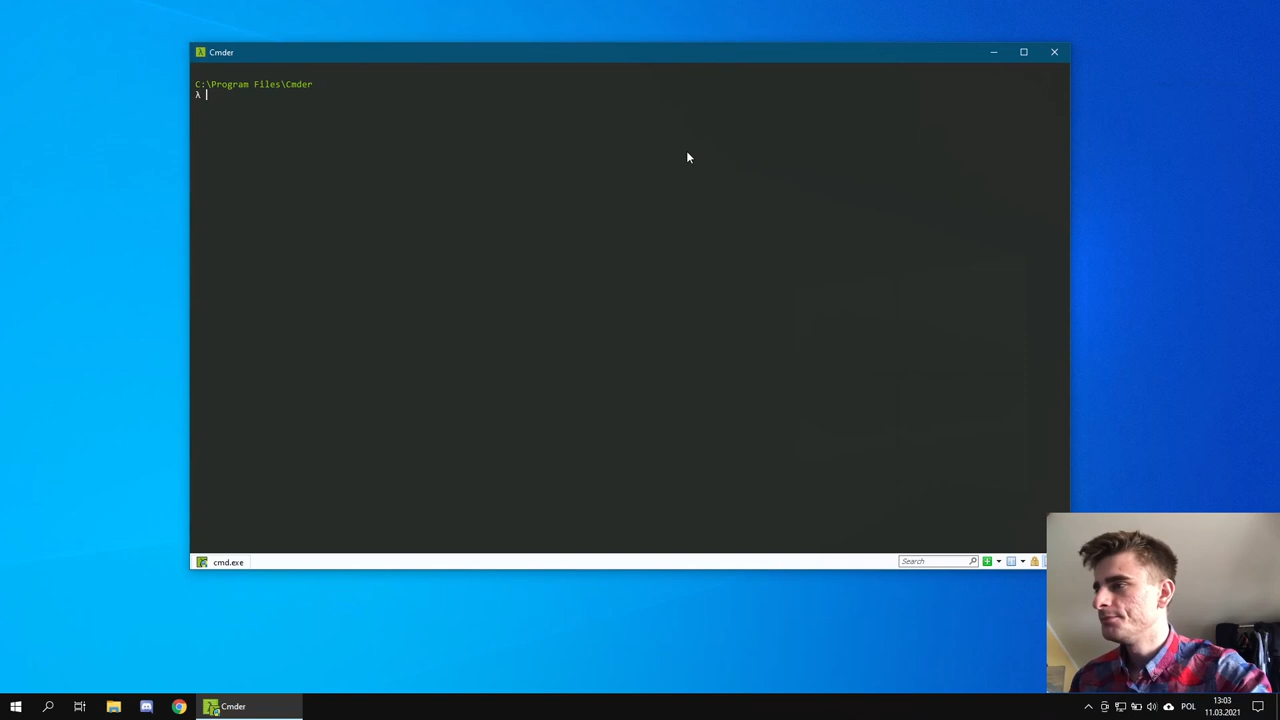 Cmder
C:\Program Files\Cmder
λ
cmd.exe
Search
Cmder
POL
13:03
11.03.2021